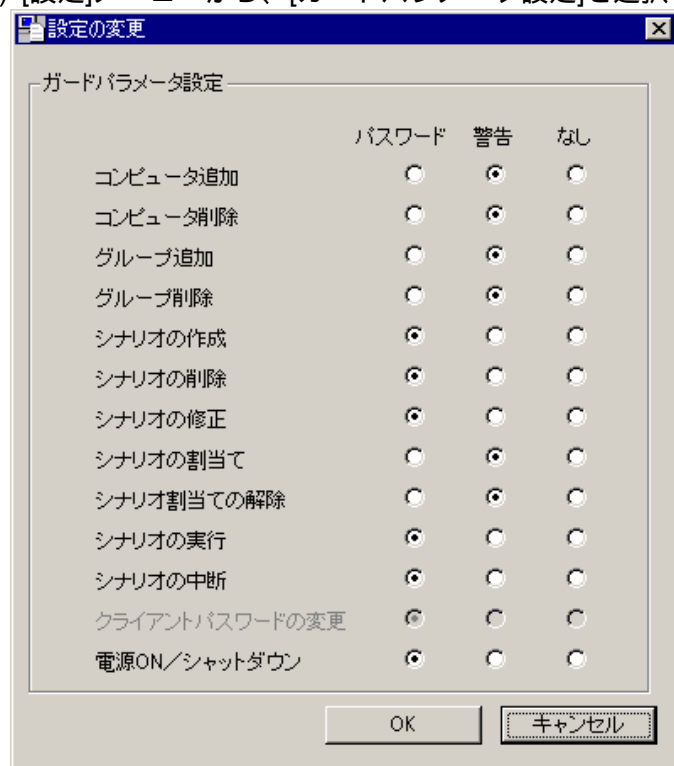 設定の変更
ガードパラメータ設定
パスワード 警告 なし
コンピュータ追加
コンピュータ削除
グループ追加
グループ削除
シナリオの作成
シナリオの削除
シナリオの修正
シナリオの割当て
シナリオ割当ての解除
シナリオの実行
シナリオの中断
クライアントパスワードの変更
電源ON／シャットダウン
OK キャンセル